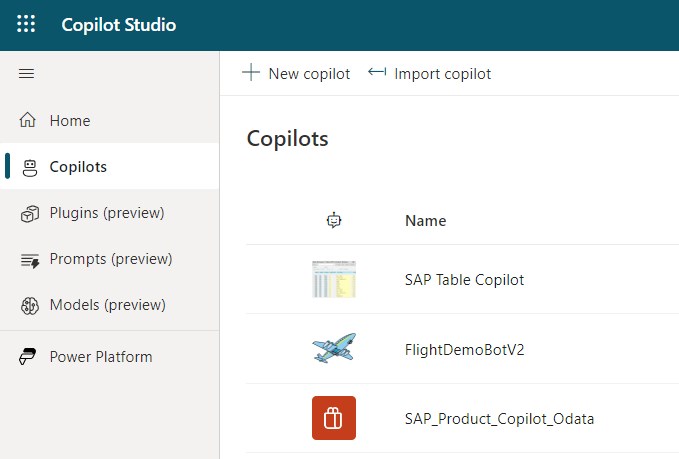 Copilot Studio
New copilot Import copilot
Home
Copilots
Copilots
Plugins (preview)
Name
Prompts (preview)
SAP Table Copilot
Models (preview)
Power Platform
FlightDemoBotV2
SAP_Product_Copilot_Odata